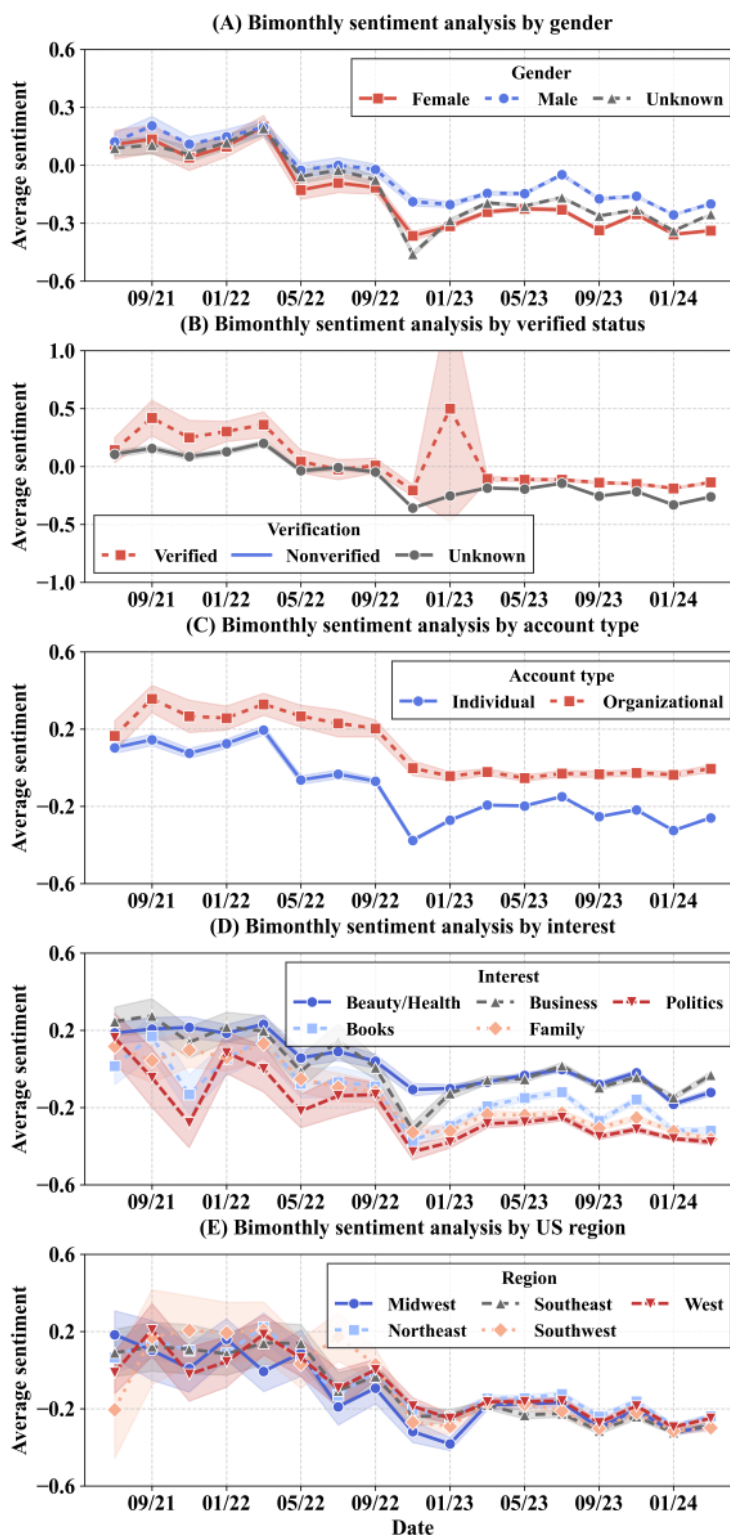 (A) Bimonthly sentiment analysis by gender
Average sentiment
0.6
0.3
0.0
−0.3
−0.6
Gender
Female Male Unknown
09/21 01/22 05/22 09/22 01/23 05/23 09/23 01/24
(B) Bimonthly sentiment analysis by verified status
Average sentiment
1.0
0.5
0.0
−0.5
−1.0
Verification
Verified Nonverified Unknown
09/21 01/22 05/22 09/22 01/23 05/23 09/23 01/24
(C) Bimonthly sentiment analysis by account type
Average sentiment
0.6
0.2
−0.2
−0.6
Account type
Individual Organizational
09/21 01/22 05/22 09/22 01/23 05/23 09/23 01/24
(D) Bimonthly sentiment analysis by interest
Average sentiment
0.6
0.2
−0.2
−0.6
Interest
Beauty/Health Business Politics
Books Family
09/21 01/22 05/22 09/22 01/23 05/23 09/23 01/24
(E) Bimonthly sentiment analysis by US region
Average sentiment
0.6
0.2
−0.2
−0.6
Region
Midwest Southeast West
Northeast Southwest
09/21 01/22 05/22 09/22 01/23 05/23 09/23 01/24
Date